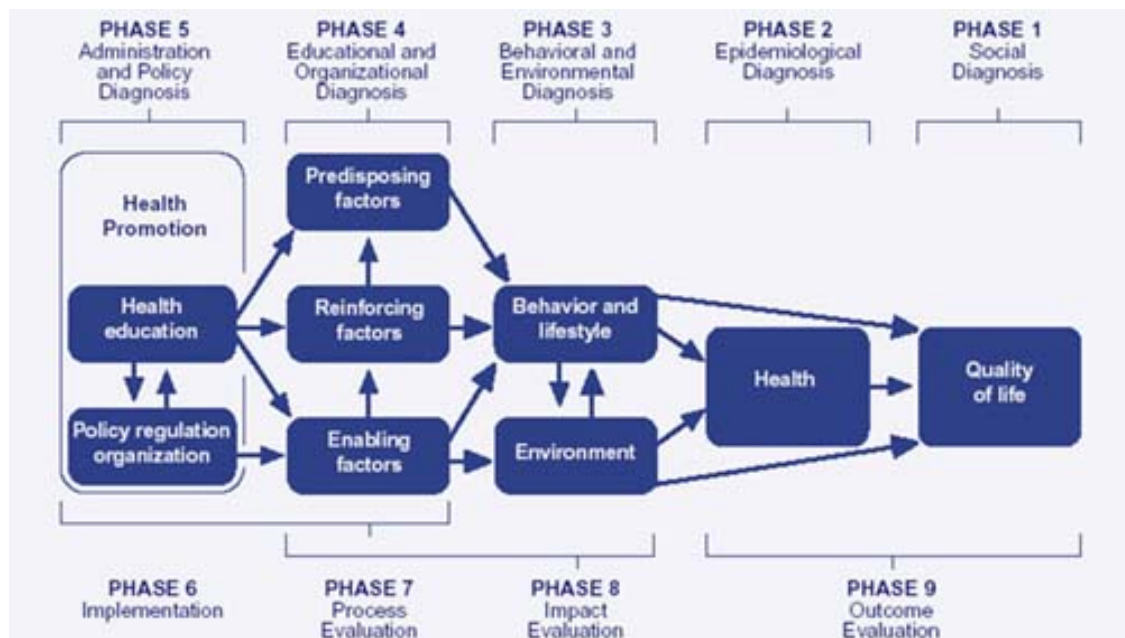 PHASE 5
Administration
and Policy
Diagnosis
PHASE 4
Educational and
Organizational
Diagnosis
PHASE 3
Behavioral and
Environmental
Diagnosis
PHASE 2
Epidemiological
Diagnosis
PHASE 1
Social
Diagnosis
Health
Promotion
Predisposing
factors
Health
education
Reinforcing
factors
Behavior and
lifestyle
Health
Quality
of life
Policy regulation
organization
Enabling
factors
Environment
PHASE 6
Implementation
PHASE 7
Process
Evaluation
PHASE 8
Impact
Evaluation
PHASE 9
Outcome
Evaluation